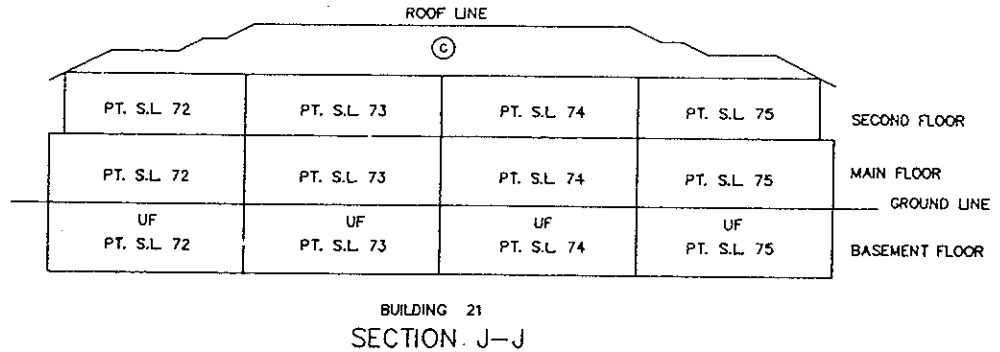 ROOF LINE
C
PT. S.L. 72 PT. S.L. 73 PT. S.L. 74 PT. S.L. 75 SECOND FLOOR
PT. S.L. 72 PT. S.L. 73 PT. S.L. 74 PT. S.L. 75 MAIN FLOOR
GROUND LINE
UF UF UF UF
PT. S.L. 72 PT. S.L. 73 PT. S.L. 74 PT. S.L. 75 BASEMENT FLOOR
BUILDING 21
SECTION J-J